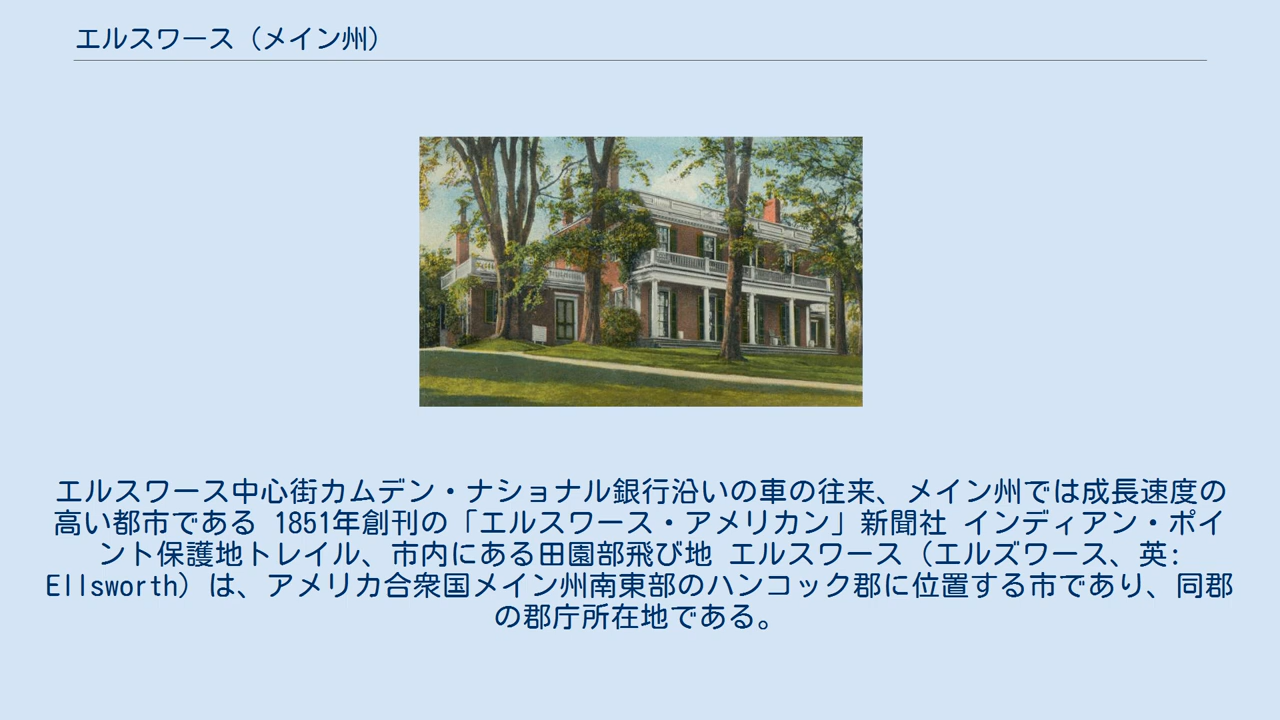 エルスワース（メイン州）
エルスワース中心街カムデン・ナショナル銀行沿いの車の往来、メイン州では成長速度の
高い都市である 1851年創刊の「エルスワース・アメリカン」新聞社 インディアン・ポイ
ント保護地トレイル、市内にある田園部飛び地 エルスワース（エルズワース、英:
Ellsworth）は、アメリカ合衆国メイン州南東部のハンコック郡に位置する市であり、同郡
の郡庁所在地である。